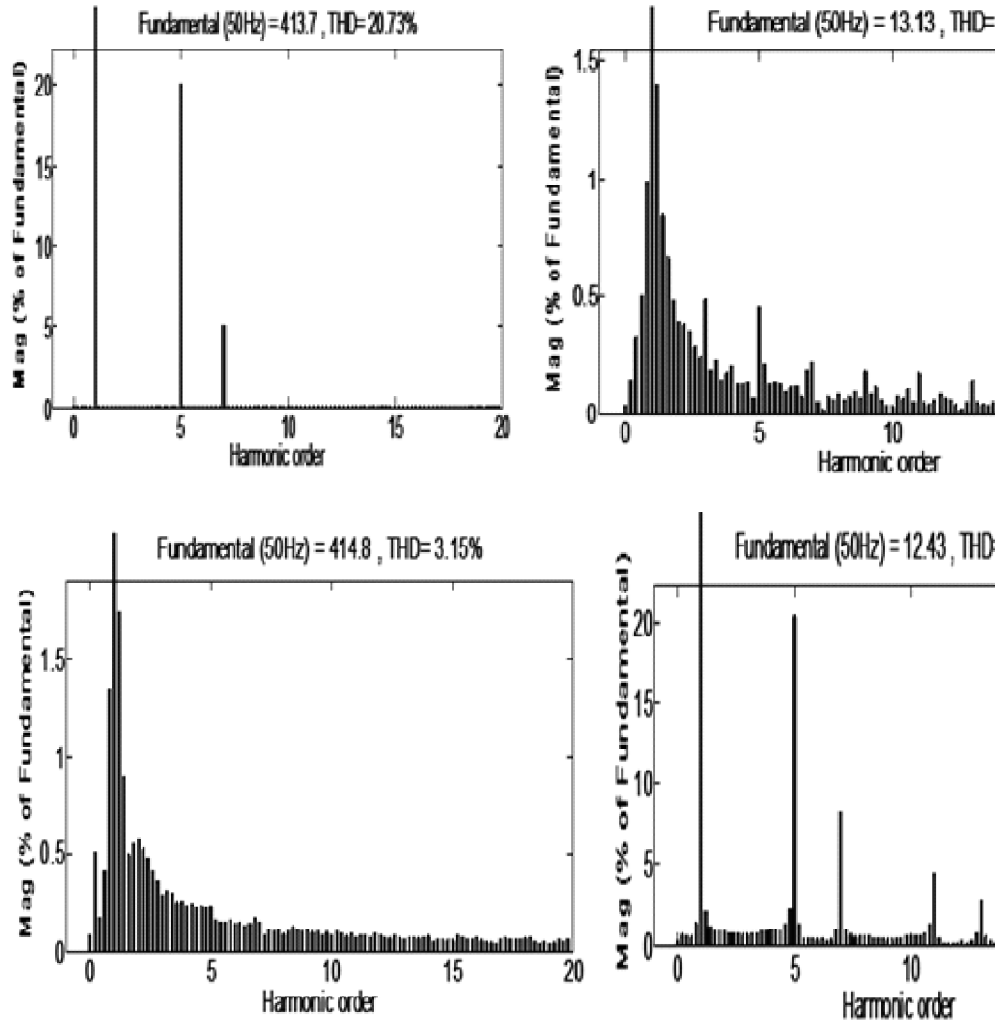 Fundamental (50Hz) = 413.7 , THD= 20.73%
Mag (% of Fundamental)
20
15
10
5
0
0 5 10 15 20
Harmonic order
Fundamental (50Hz) = 13.13 , THD=
Mag (% of Fundamental)
1.5
1
0.5
0
0 5 10
Harmonic order
Fundamental (50Hz) = 414.8 , THD= 3.15%
Mag (% of Fundamental)
1.5
1
0.5
0
0 5 10 15 20
Harmonic order
Fundamental (50Hz) = 12.43 , THD=
Mag (% of Fundamental)
20
15
10
5
0
0 5 10
Harmonic order